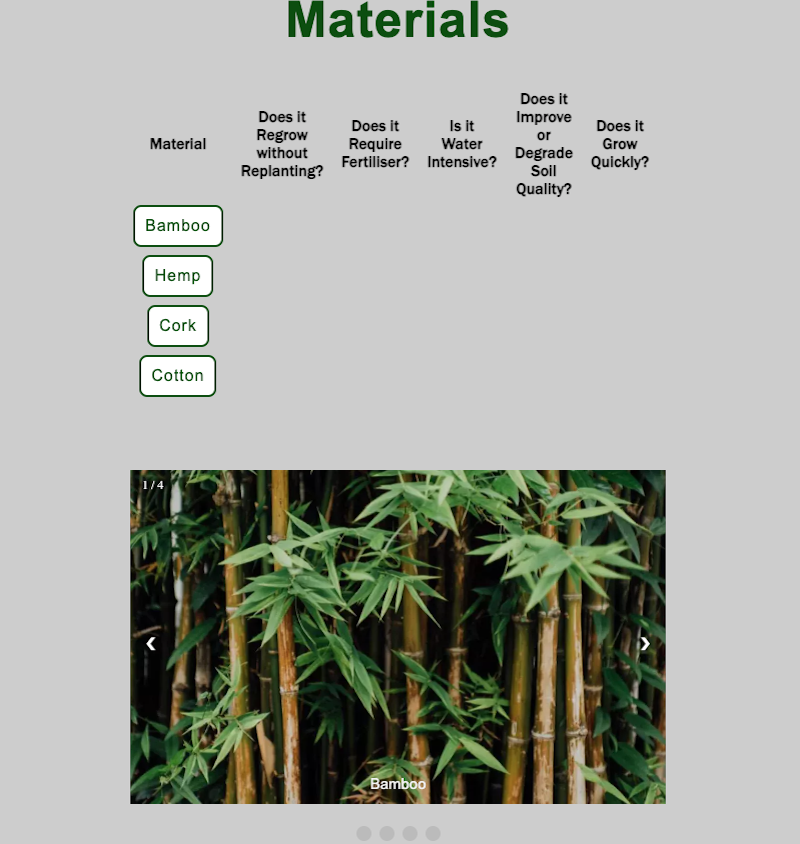 Materials
Material
Does it
Regrow
without
Replanting?
Does it
Require
Fertiliser?
Is it
Water
Intensive?
Does it
Improve
or
Degrade
Soil
Quality?
Does it
Grow
Quickly?
Bamboo
Hemp
Cork
Cotton
1 / 4
Bamboo